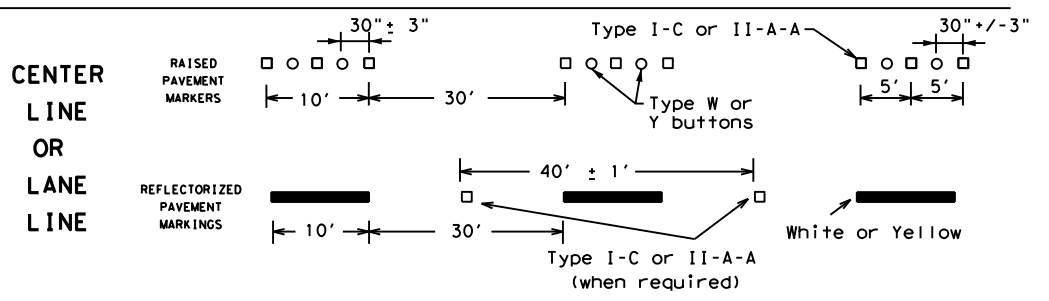 CENTER
LINE
OR
LANE
LINE
RAISED
PAVEMENT
MARKERS
30"± 3"
10'
30'
Type I-C or II-A-A
Type W or
Y buttons
30"+/-3"
5'
5'
REFLECTORIZED
PAVEMENT
MARKINGS
40' ± 1'
10'
30'
Type I-C or II-A-A
(when required)
White or Yellow